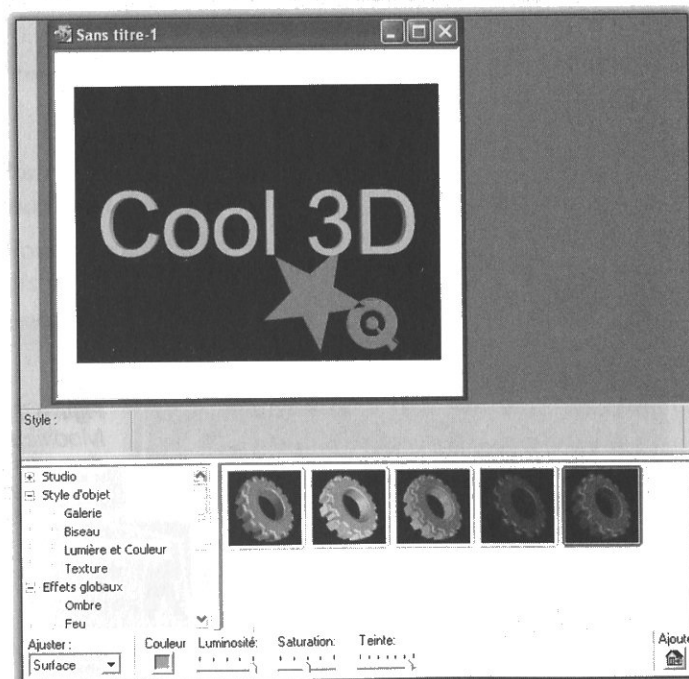 Sans titre-1
Cool 3D
Style :
Studio
Style d'objet
Galerie
Biseau
Lumière et Couleur
Texture
Effets globaux
Ombre
Feu
Ajuster :
Couleur
Luminosité:
Saturation:
Teinte:
Ajoute
Surface